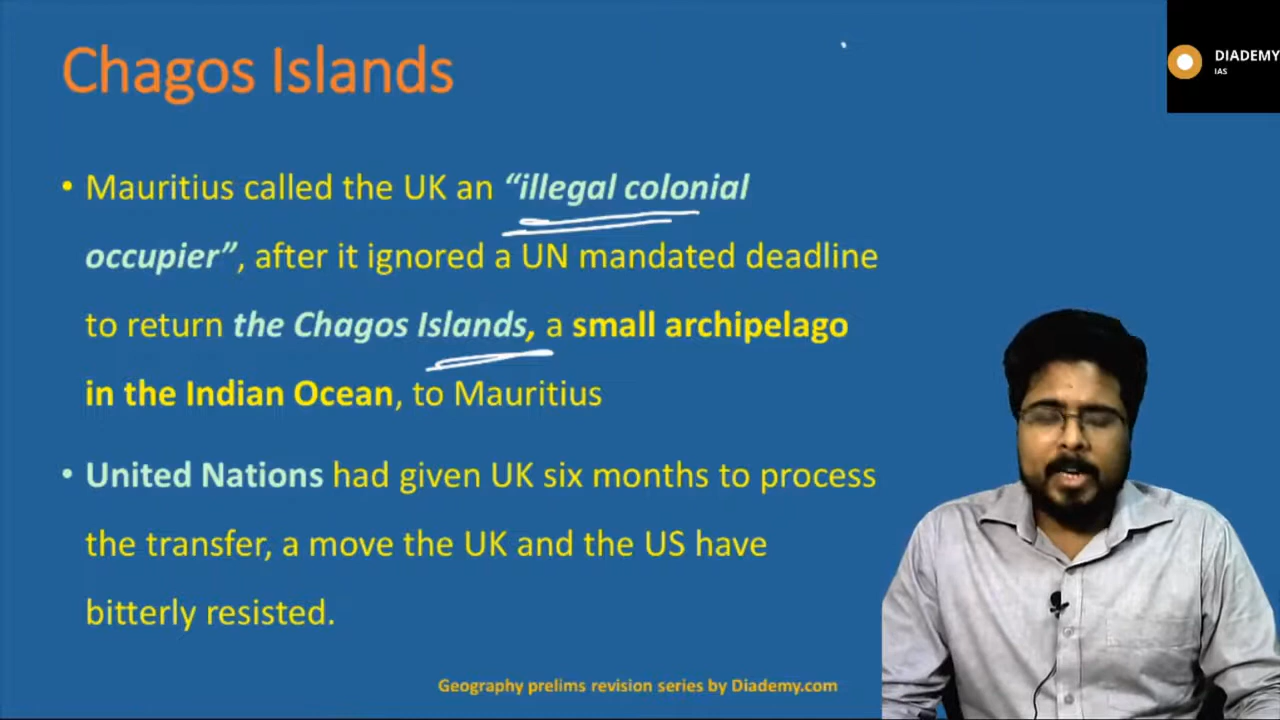 Chagos Islands
DIADEMY
IAS
• Mauritius called the UK an “illegal colonial
occupier”, after it ignored a UN mandated deadline
to return the Chagos Islands, a small archipelago
in the Indian Ocean, to Mauritius
• United Nations had given UK six months to process
the transfer, a move the UK and the US have
bitterly resisted.
Geography prelims revision series by Diademy.com